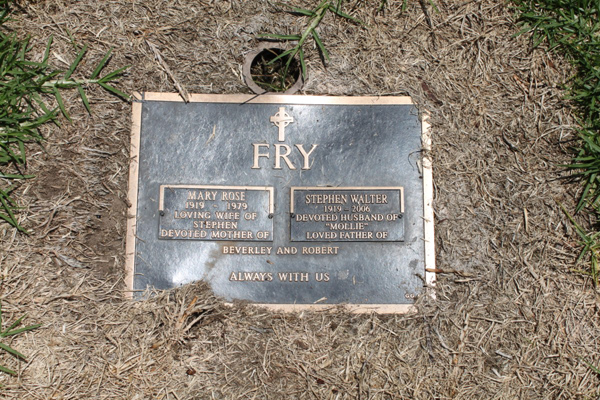 FRY
MARY ROSE
1919 - 1979
LOVING WIFE OF
STEPHEN
DEVOTED MOTHER OF
STEPHEN WALTER
1919 - 2006
DEVOTED HUSBAND OF
"MOLLIE"
LOVED FATHER OF
BEVERLEY AND ROBERT
ALWAYS WITH US